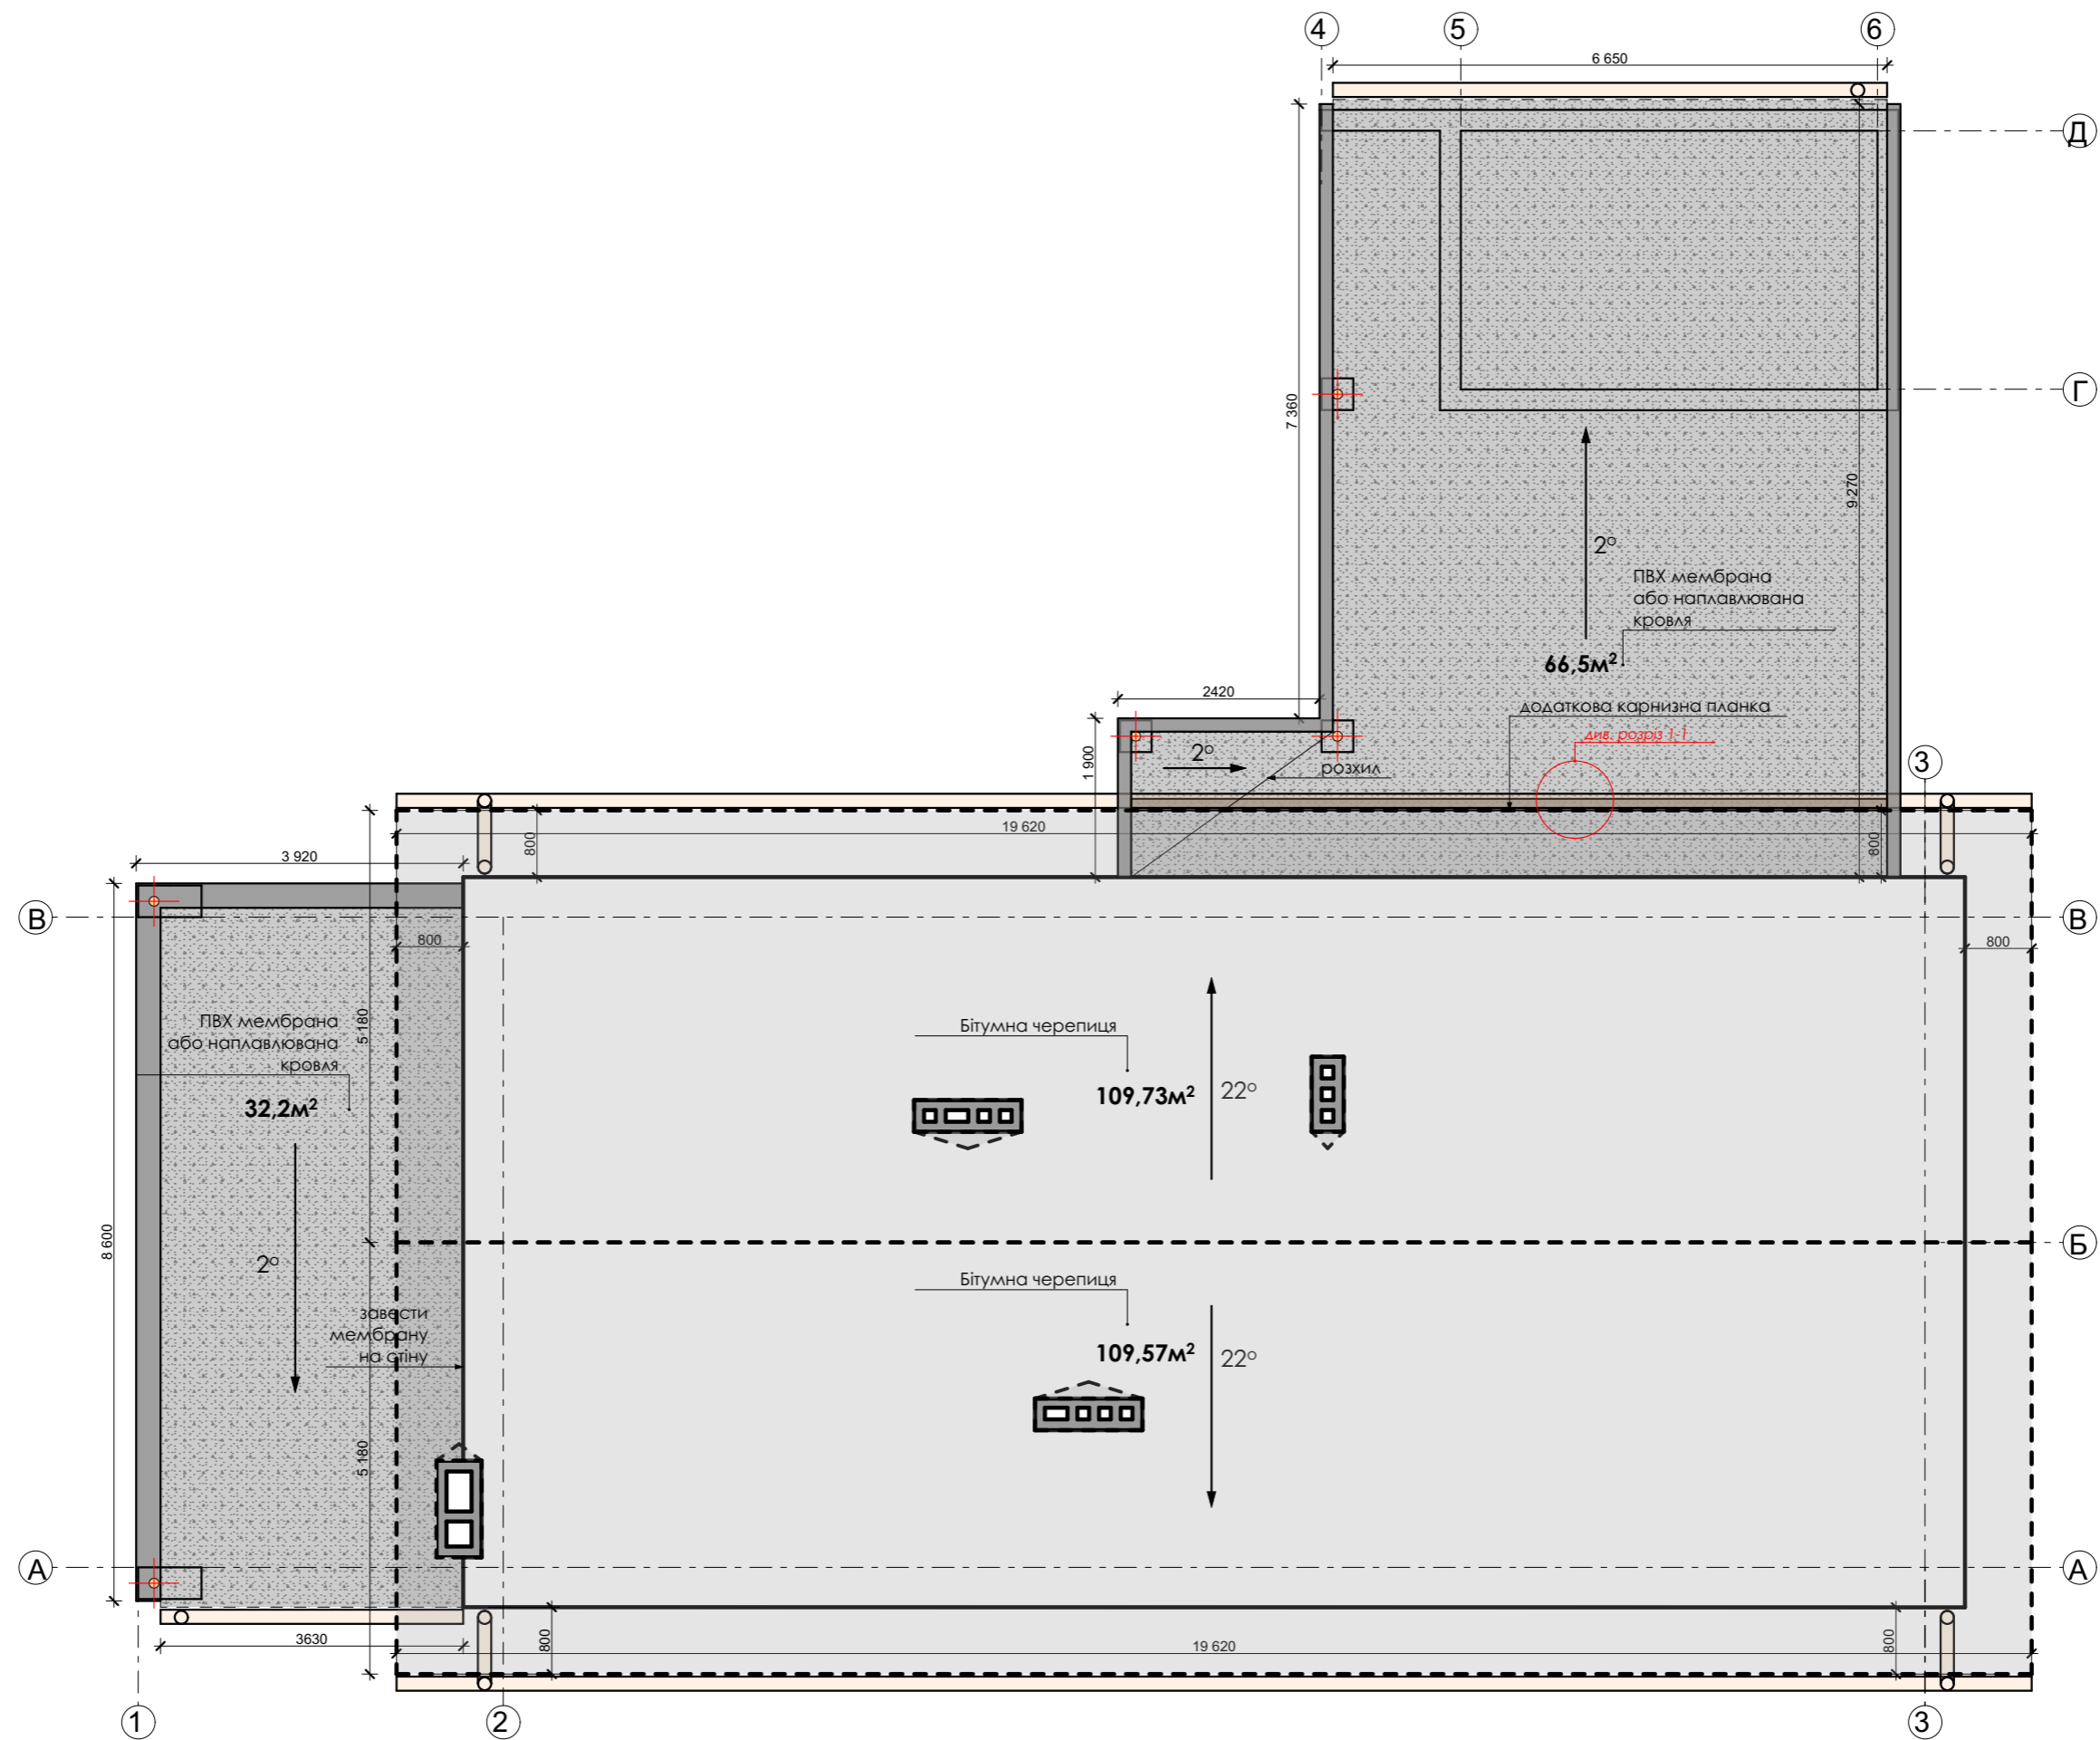 4
5
6
6 650
Д
7 360
Г
9 270
2°
ПВХ мембрана
або наплавлювана
кровля
66,5м²
2420
додаткова карнизна планка
див. розріз 1-1
1 900
2°
розхил
3
19 620
800
800
3 920
В
В
800
800
5 180
ПВХ мембрана
або наплавлювана
кровля
32,2м²
Бітумна черепиця
109,73м²
22°
8 600
2°
Б
Бітумна черепиця
завести
мембрану
на стіну
109,57м²
22°
5 180
А
А
3630
800
19 620
800
1
2
3